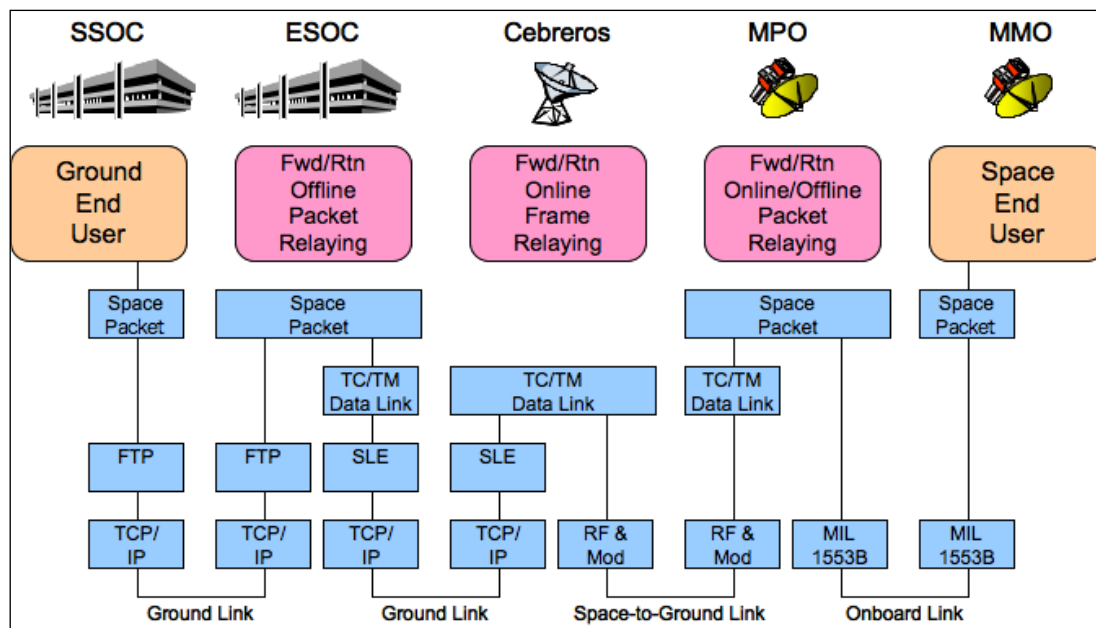 SSOC
ESOC
Cebreros
MPO
MMO
Ground
End
User
Fwd/Rtn
Offline
Packet
Relaying
Fwd/Rtn
Online
Frame
Relaying
Fwd/Rtn
Online/Offline
Packet
Relaying
Space
End
User
Space
Packet
Space
Packet
Space
Packet
Space
Packet
TC/TM
Data Link
TC/TM
Data Link
TC/TM
Data Link
FTP
FTP
SLE
SLE
TCP/
IP
TCP/
IP
TCP/
IP
TCP/
IP
RF &
Mod
RF &
Mod
MIL
1553B
MIL
1553B
Ground Link
Ground Link
Space-to-Ground Link
Onboard Link